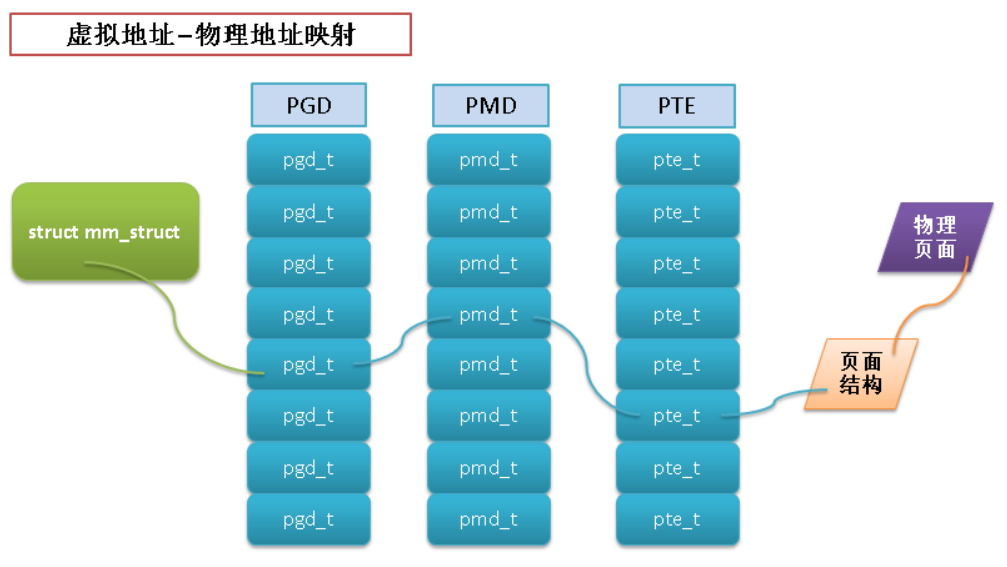 虚拟地址-物理地址映射
PGD PMD PTE
pgd_t pmd_t pte_t
pgd_t pmd_t pte_t
struct mm_struct
pgd_t pmd_t pte_t
pgd_t pmd_t pte_t
pgd_t pmd_t pte_t
pgd_t pmd_t pte_t
pgd_t pmd_t pte_t
pgd_t pmd_t pte_t
物理
页面
页面
结构